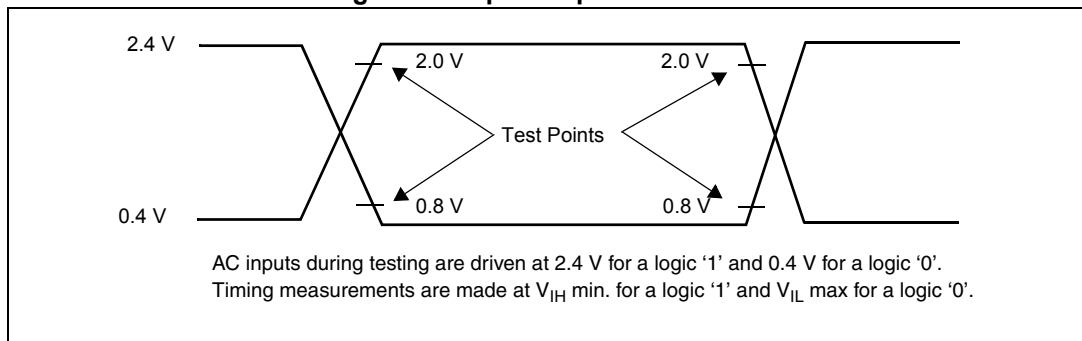 2.4 V
2.0 V
2.0 V
Test Points
0.8 V
0.8 V
0.4 V
AC inputs during testing are driven at 2.4 V for a logic ‘1’ and 0.4 V for a logic ‘0’.
Timing measurements are made at VIH min. for a logic ‘1’ and VIL max for a logic ‘0’.